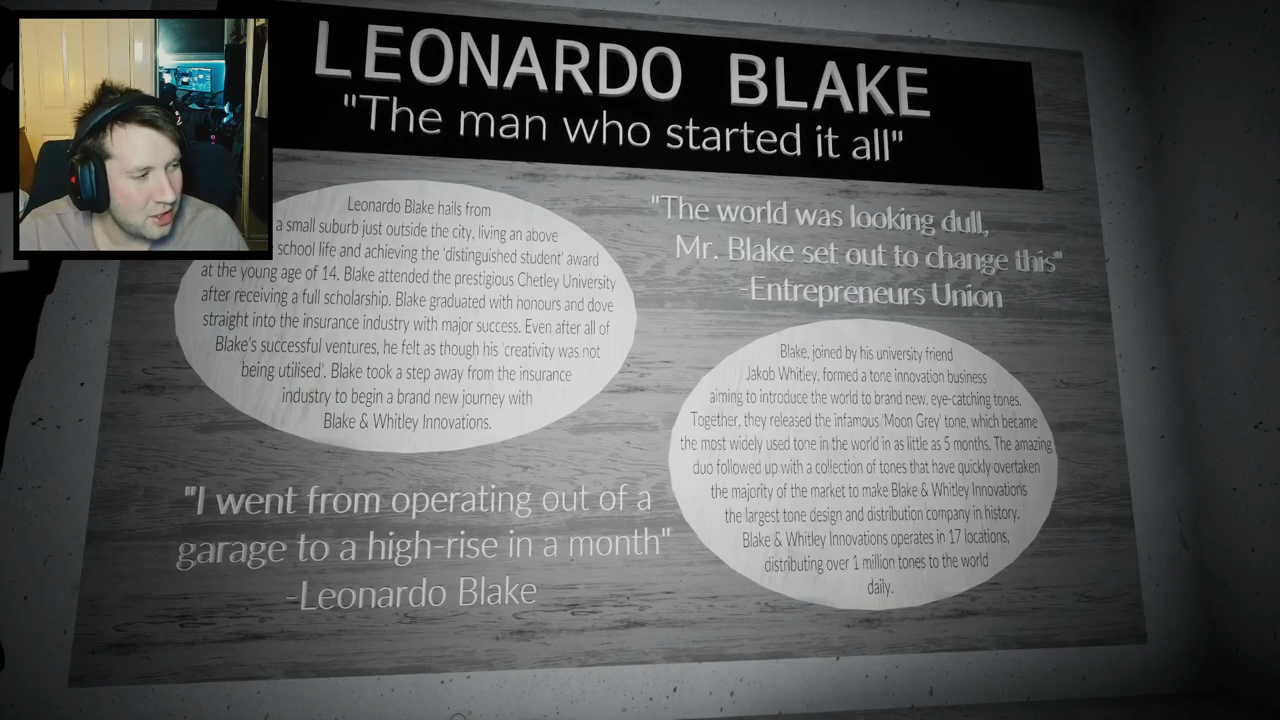 LEONARDO BLAKE
"The man who started it all"
Leonardo Blake hails from
a small suburb just outside the city, living an above
school life and achieving the 'distinguished student' award
at the young age of 14. Blake attended the prestigious Chetley University
after receiving a full scholarship. Blake graduated with honours and dove
straight into the insurance industry with major success. Even after all of
Blake's successful ventures, he felt as though his 'creativity was not
being utilised'. Blake took a step away from the insurance
industry to begin a brand new journey with
Blake & Whitley Innovations.
"The world was looking dull,
Mr. Blake set out to change this"
-Entrepreneurs Union
"I went from operating out of a
garage to a high-rise in a month"
-Leonardo Blake
Blake, joined by his university friend
Jakob Whitley, formed a tone innovation business
aiming to introduce the world to brand new, eye-catching tones.
Together, they released the infamous 'Moon Grey' tone, which became
the most widely used tone in the world in as little as 5 months. The amazing
duo followed up with a collection of tones that have quickly overtaken
the majority of the market to make Blake & Whitley Innovations
the largest tone design and distribution company in history.
Blake & Whitley Innovations operates in 17 locations,
distributing over 1 million tones to the world
daily.